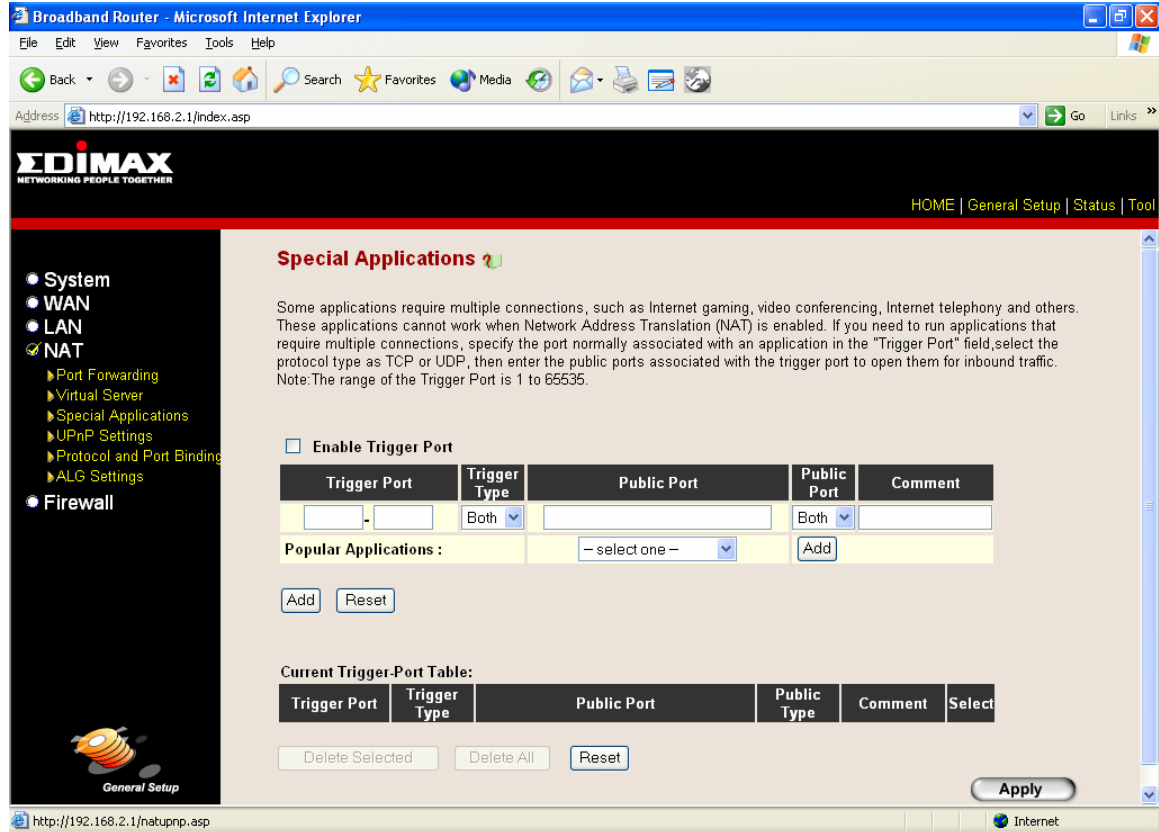 Broadband Router - Microsoft Internet Explorer
File Edit View Favorites Tools Help
Back Search Favorites Media
Address http://192.168.2.1/index.asp Go Links »
EDIMAX
NETWORKING PEOPLE TOGETHER
HOME | General Setup | Status | Tool
System
WAN
LAN
NAT
Port Forwarding
Virtual Server
Special Applications
UPnP Settings
Protocol and Port Binding
ALG Settings
Firewall
General Setup
Special Applications
Some applications require multiple connections, such as Internet gaming, video conferencing, Internet telephony and others.
These applications cannot work when Network Address Translation (NAT) is enabled. If you need to run applications that
require multiple connections, specify the port normally associated with an application in the "Trigger Port" field,select the
protocol type as TCP or UDP, then enter the public ports associated with the trigger port to open them for inbound traffic.
Note:The range of the Trigger Port is 1 to 65535.
Enable Trigger Port
Trigger Port Trigger Type Public Port Public Port Comment
- Both Both
Popular Applications : – select one – Add
Add Reset
Current Trigger-Port Table:
Trigger Port Trigger Type Public Port Public Type Comment Select
Delete Selected Delete All Reset
Apply
http://192.168.2.1/natupnp.asp Internet